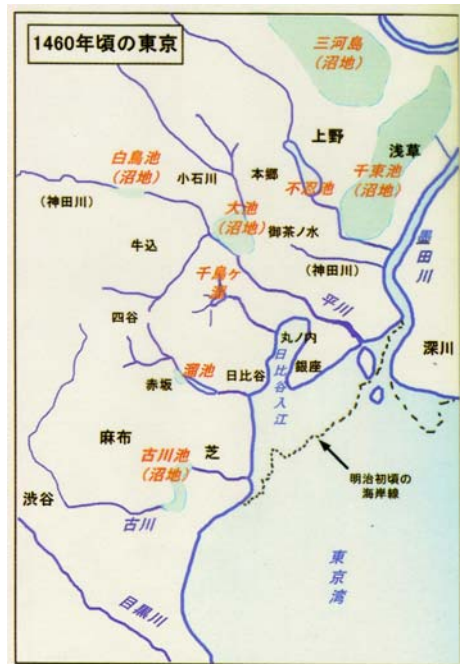 1460年頃の東京
三河島
(沼地)
上野
浅草
千束池
(沼地)
白鳥池
(沼地)
小石川
本郷
不忍池
大池
(沼地)
御茶ノ水
(神田川)
(神田川)
牛込
千鳥ヶ
淵
平川
墨田川
四谷
丸ノ内
深川
日比谷入江
銀座
溜池
日比谷
赤坂
麻布
芝
古川池
(沼地)
明治初頃の
海岸線
渋谷
古川
目黒川
東京湾